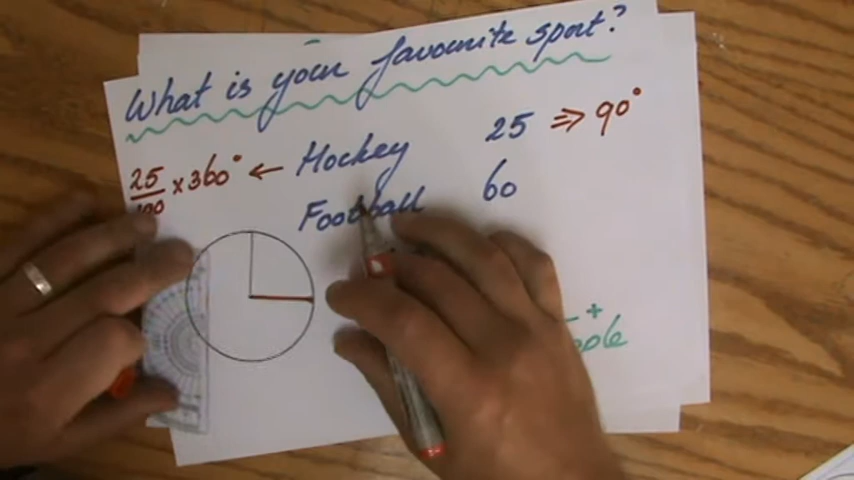 What is your favourite sport?
25/100 × 360° ← Hockey 25 ⇒ 90°
Football 60
+